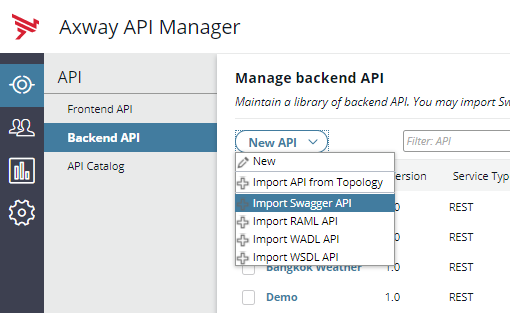 Axway API Manager
API
Frontend API
Backend API
API Catalog
Manage backend API
Maintain a library of backend API. You may import Sw
New API
Filter: API
New
Import API from Topology
Import Swagger API
Import RAML API
Import WADL API
Import WSDL API
ersion
Service Typ
.0
REST
.0
REST
Bangkok Weather
1.0
REST
Demo
1.0
REST